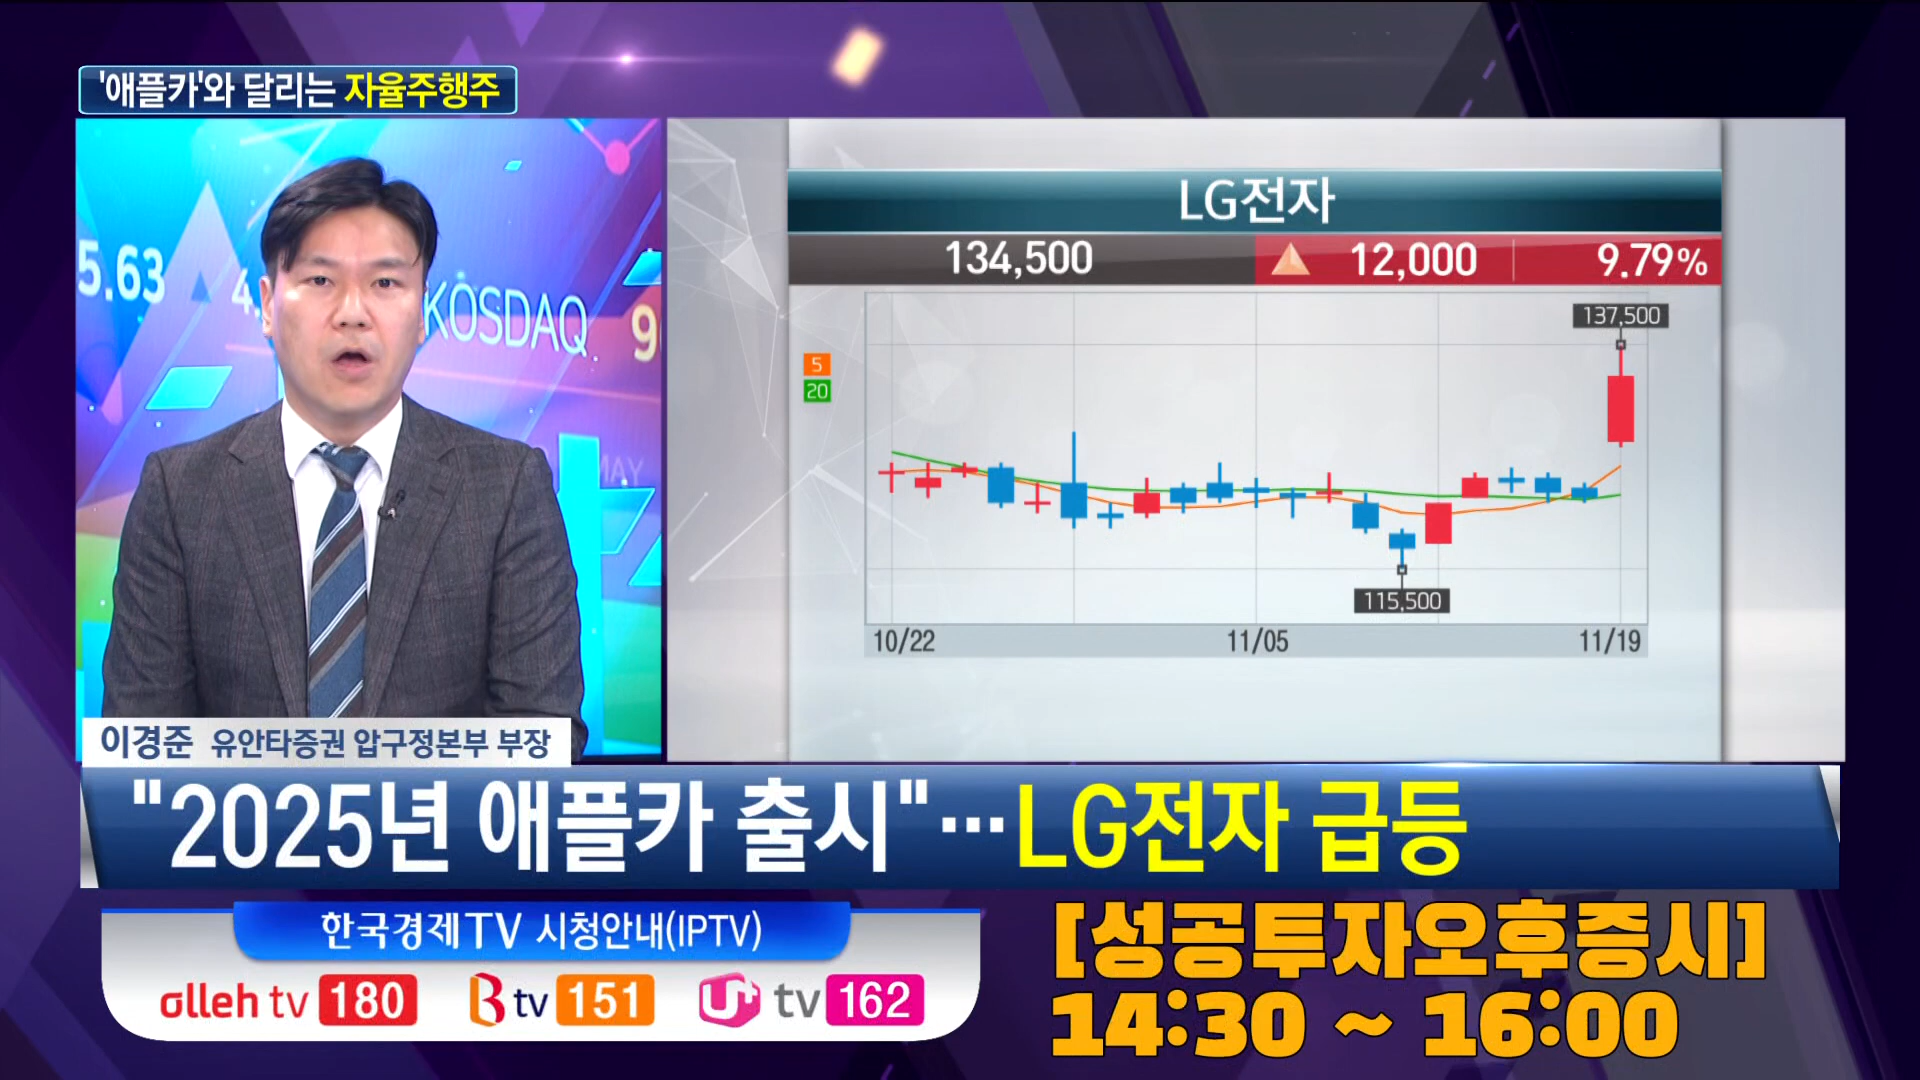 '애플카'와 달리는 자율주행주
5.63
4.
KOSDAQ
9
MAY
LG전자
134,500
12,000
9.79%
5
20
137,500
115,500
10/22
11/05
11/19
이경준 유안타증권 압구정본부 부장
"2025년 애플카 출시"…LG전자 급등
한국경제TV 시청안내(IPTV)
olleh tv 180
B tv 151
U+ tv 162
[성공투자오후증시]
14:30 ~ 16:00